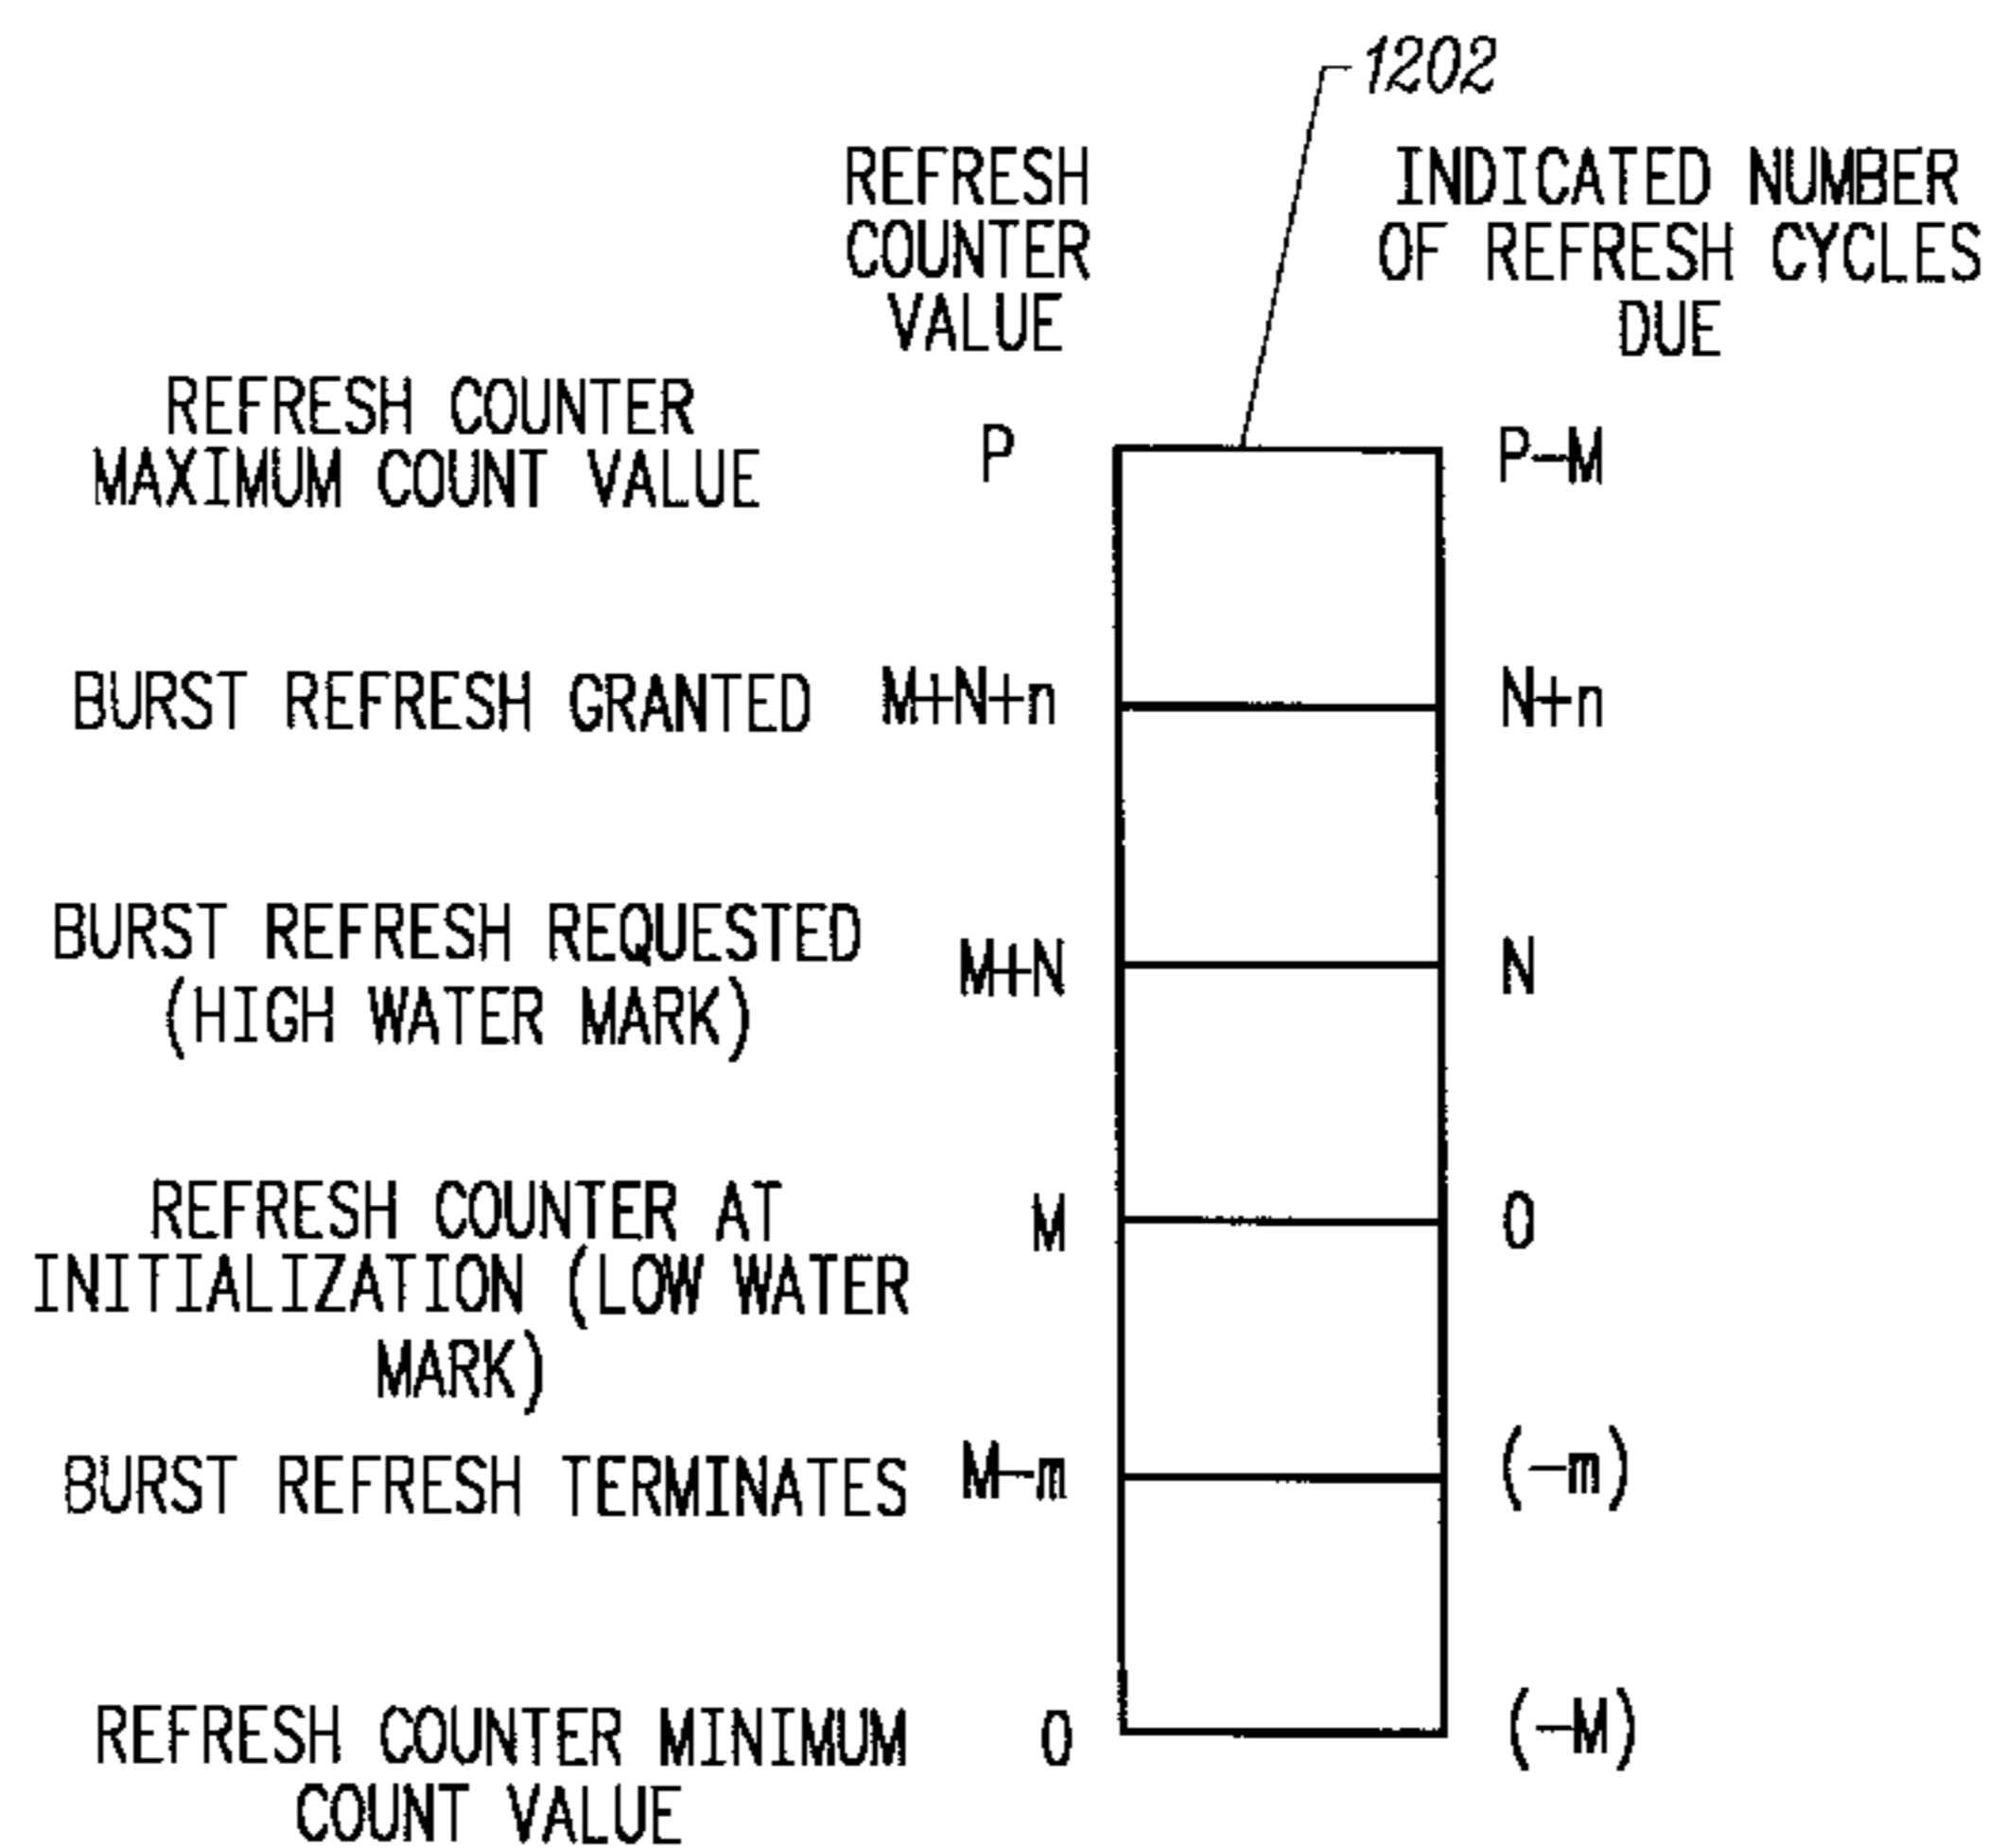 1202
REFRESH
COUNTER
VALUE
INDICATED NUMBER
OF REFRESH CYCLES
DUE
REFRESH COUNTER
MAXIMUM COUNT VALUE
P
P-M
BURST REFRESH GRANTED
M+N+n
N+n
BURST REFRESH REQUESTED
(HIGH WATER MARK)
M+N
N
REFRESH COUNTER AT
INITIALIZATION (LOW WATER
MARK)
M
0
BURST REFRESH TERMINATES
M-m
(-m)
REFRESH COUNTER MINIMUM
COUNT VALUE
0
(-M)